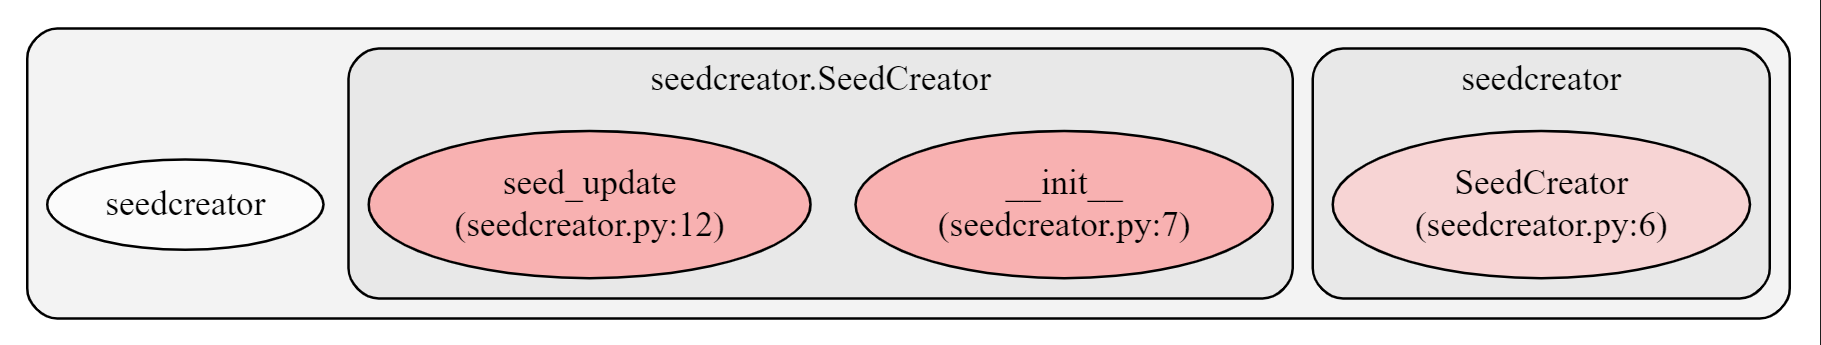 seedcreator
seedcreator.SeedCreator
seed_update
(seedcreator.py:12)
__init__
(seedcreator.py:7)
seedcreator
SeedCreator
(seedcreator.py:6)